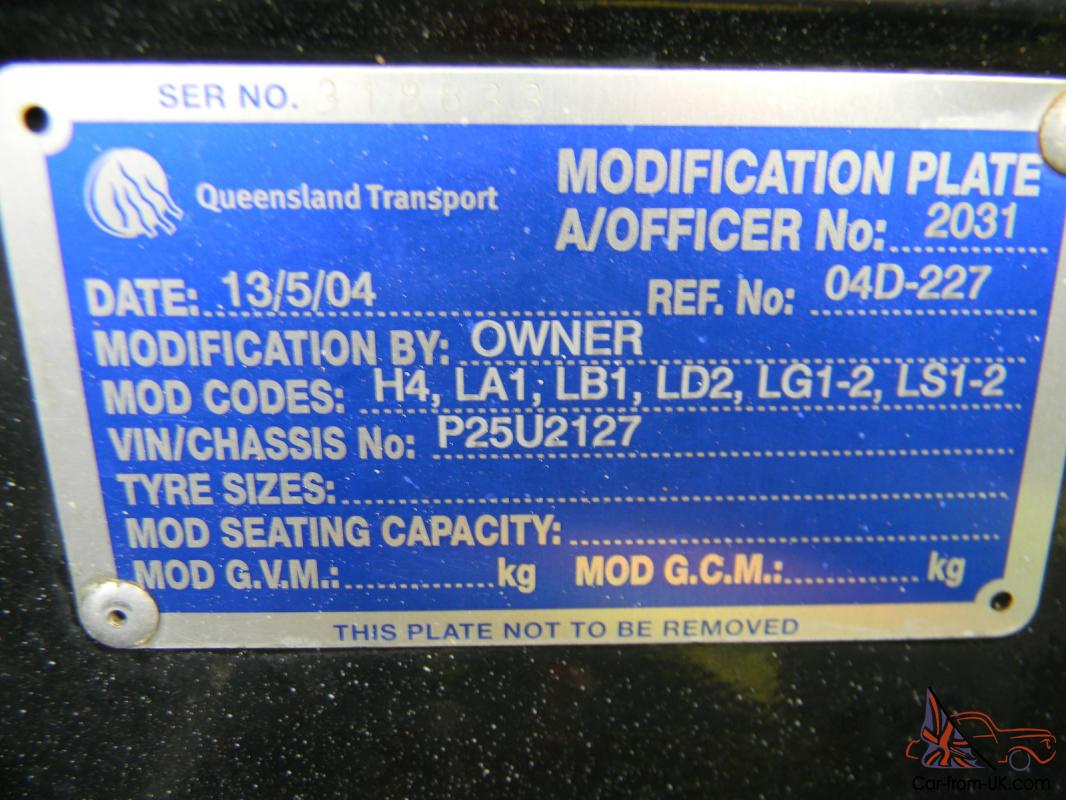 SER NO. 318833
Queensland Transport
MODIFICATION PLATE
A/OFFICER No: 2031
DATE: 13/5/04 REF. No: 04D-227
MODIFICATION BY: OWNER
MOD CODES: H4, LA1, LB1, LD2, LG1-2, LS1-2
VIN/CHASSIS No: P25U2127
TYRE SIZES:
MOD SEATING CAPACITY:
MOD G.V.M.: kg MOD G.C.M.: kg
THIS PLATE NOT TO BE REMOVED
Car-from-UK.com